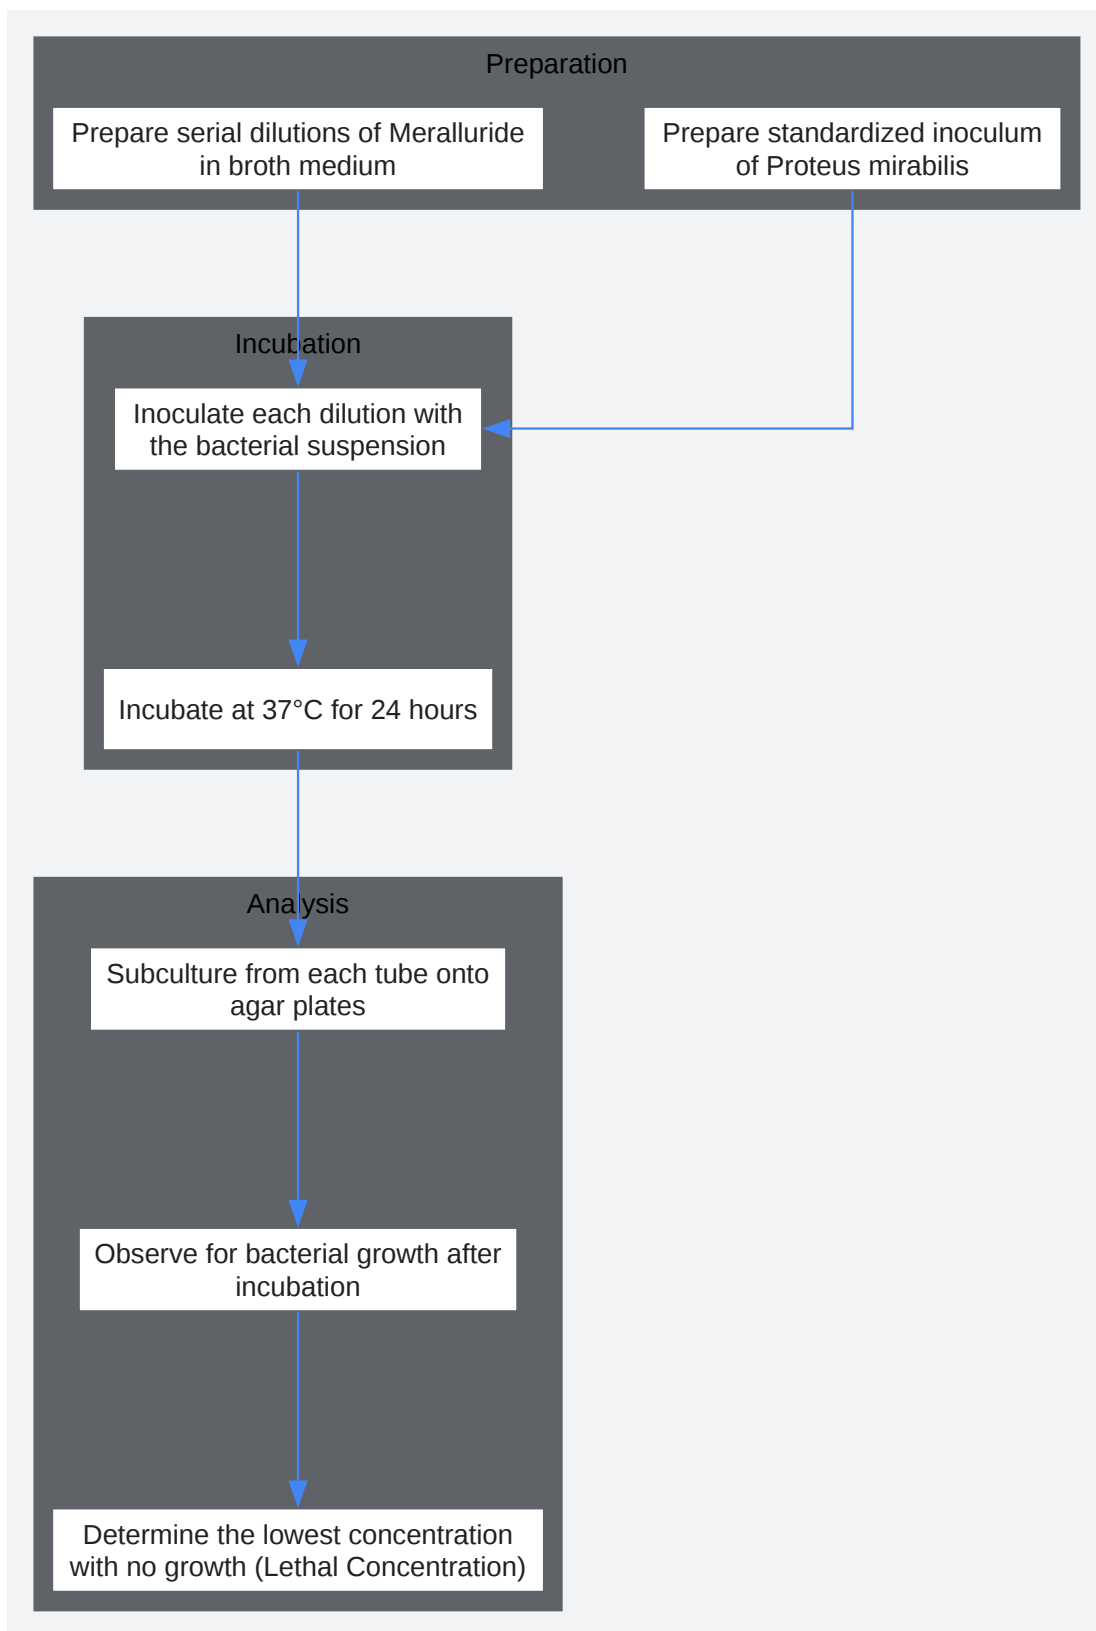 Preparation
Prepare serial dilutions of Meralluride
in broth medium
Prepare standardized inoculum
of Proteus mirabilis
Incubation
Inoculate each dilution with
the bacterial suspension
Incubate at 37°C for 24 hours
Analysis
Subculture from each tube onto
agar plates
Observe for bacterial growth after
incubation
Determine the lowest concentration
with no growth (Lethal Concentration)